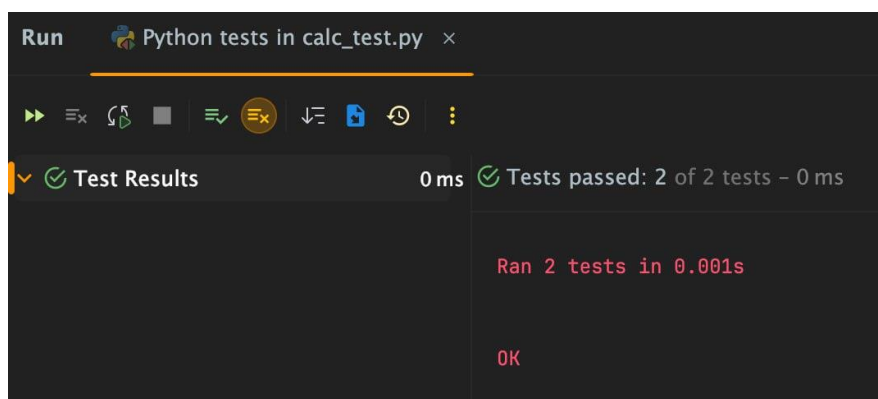 Run Python tests in calc_test.py ×
Test Results 0 ms
Tests passed: 2 of 2 tests – 0 ms
Ran 2 tests in 0.001s
OK